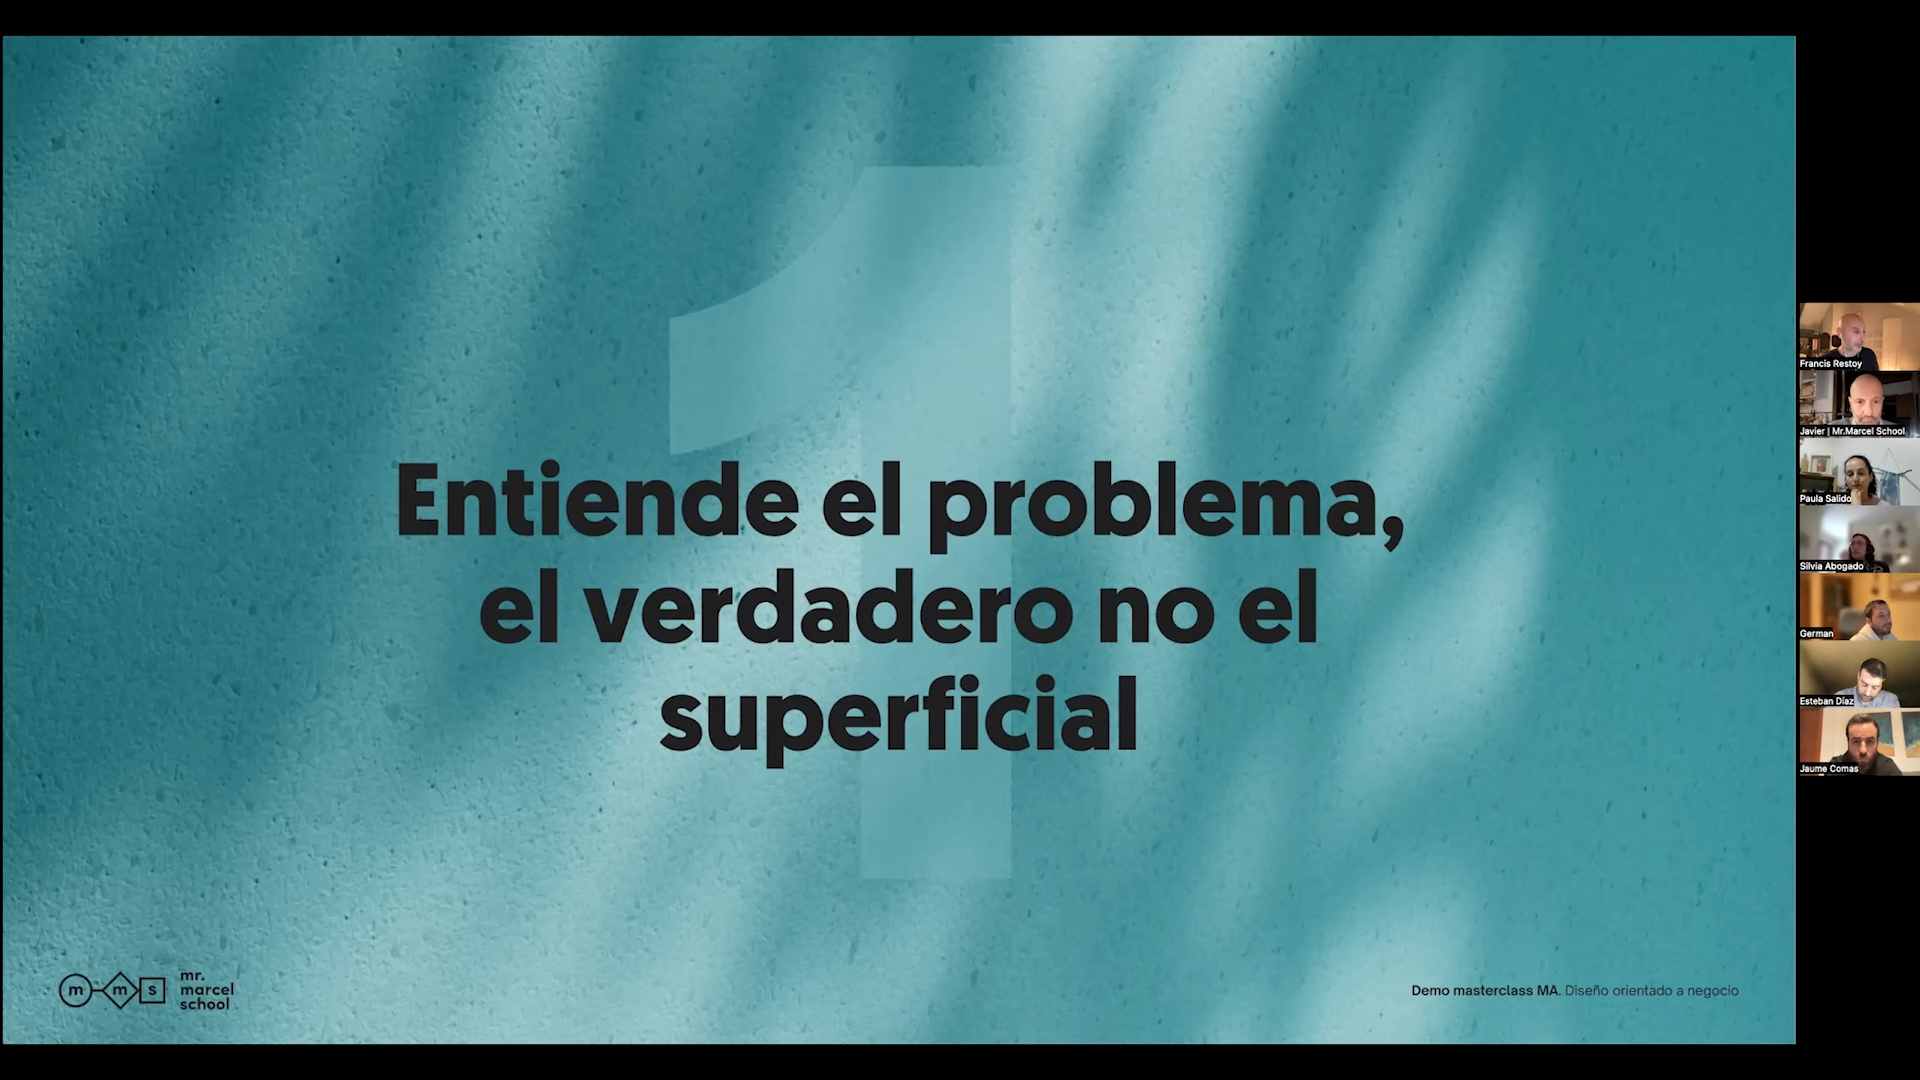 1
Entiende el problema,
el verdadero no el
superficial
m m s
mr.
marcel
school
Demo masterclass MA. Diseño orientado a negocio
Francis Restoy
Javier | Mr.Marcel School
Paula Salido
Silvia Abogado
German
Esteban Díaz
Jaume Comas